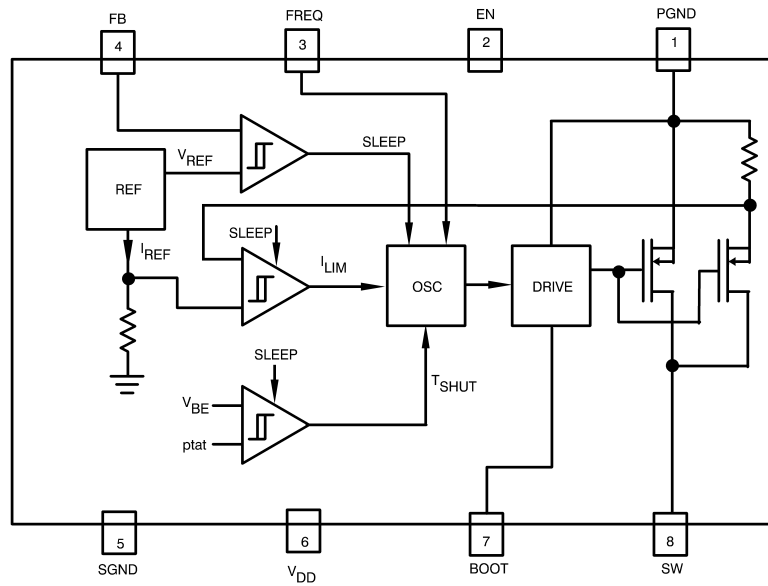 FB
FREQ
EN
PGND
4
3
2
1
SLEEP
VREF
REF
SLEEP
IREF
ILIM
OSC
DRIVE
SLEEP
TSHUT
VBE
ptat
5
6
7
8
SGND
VDD
BOOT
SW